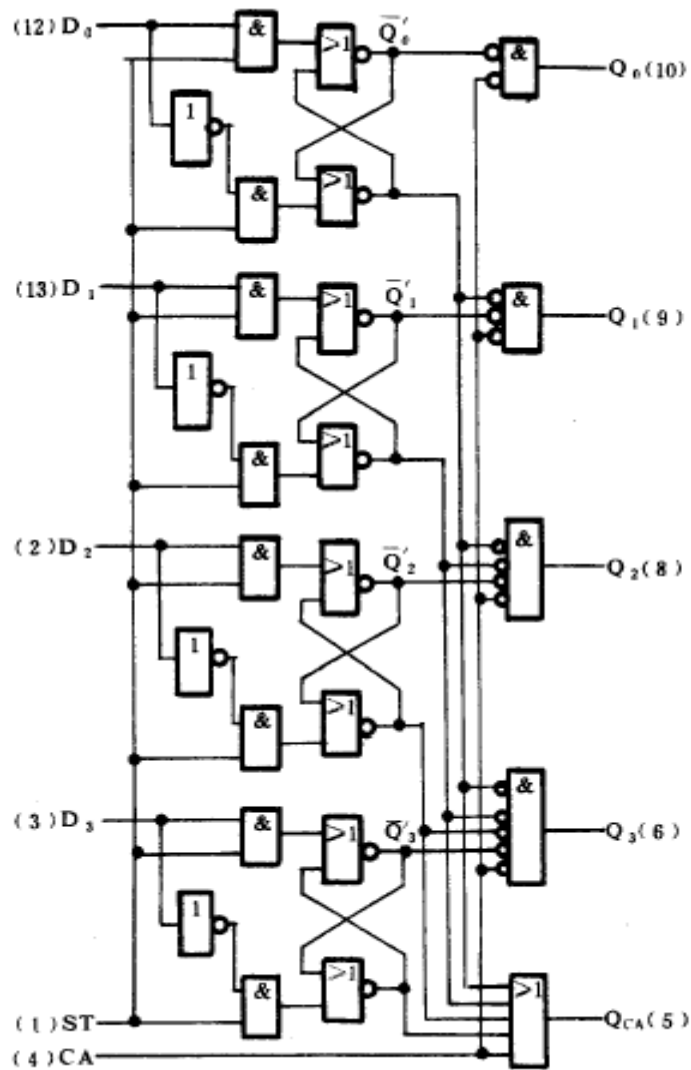 (12) D₀
&
>1
Q̄′₀
&
Q₀(10)
1
&
>1
(13) D₁
&
>1
Q̄′₁
&
Q₁(9)
1
&
>1
(2) D₂
&
>1
Q̄′₂
&
Q₂(8)
1
&
>1
(3) D₃
&
>1
Q̄′₃
&
Q₃(6)
1
&
>1
>1
Q_CA(5)
(1) ST
(4) CA